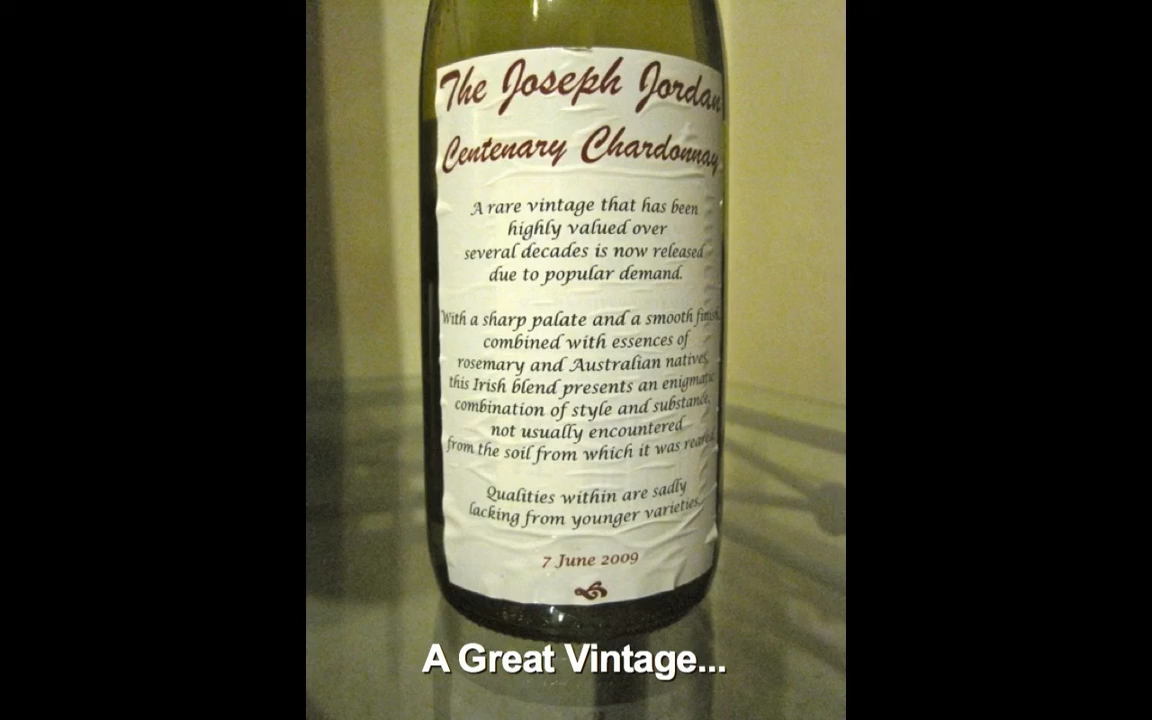 The Joseph Jordan
Centenary Chardonnay
A rare vintage that has been
highly valued over
several decades is now released
due to popular demand.
With a sharp palate and a smooth finish,
combined with essences of
rosemary and Australian natives,
this Irish blend presents an enigmatic
combination of style and substance,
not usually encountered
from the soil from which it was reared.
Qualities within are sadly
lacking from younger varieties.
7 June 2009
A Great Vintage...